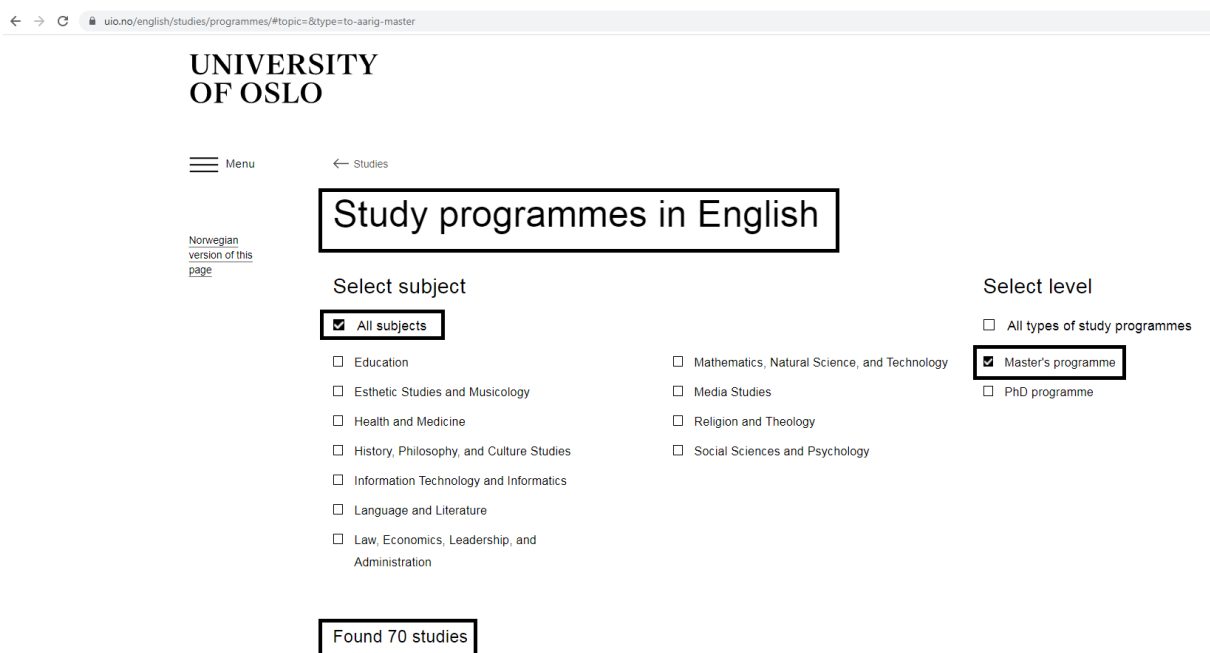 uio.no/english/studies/programmes/#topic=&type=to-aarig-master
UNIVERSITY
OF OSLO
Menu
Studies
Study programmes in English
Norwegian
version of this
page
Select subject
All subjects
Education
Esthetic Studies and Musicology
Health and Medicine
History, Philosophy, and Culture Studies
Information Technology and Informatics
Language and Literature
Law, Economics, Leadership, and
Administration
Mathematics, Natural Science, and Technology
Media Studies
Religion and Theology
Social Sciences and Psychology
Select level
All types of study programmes
Master's programme
PhD programme
Found 70 studies